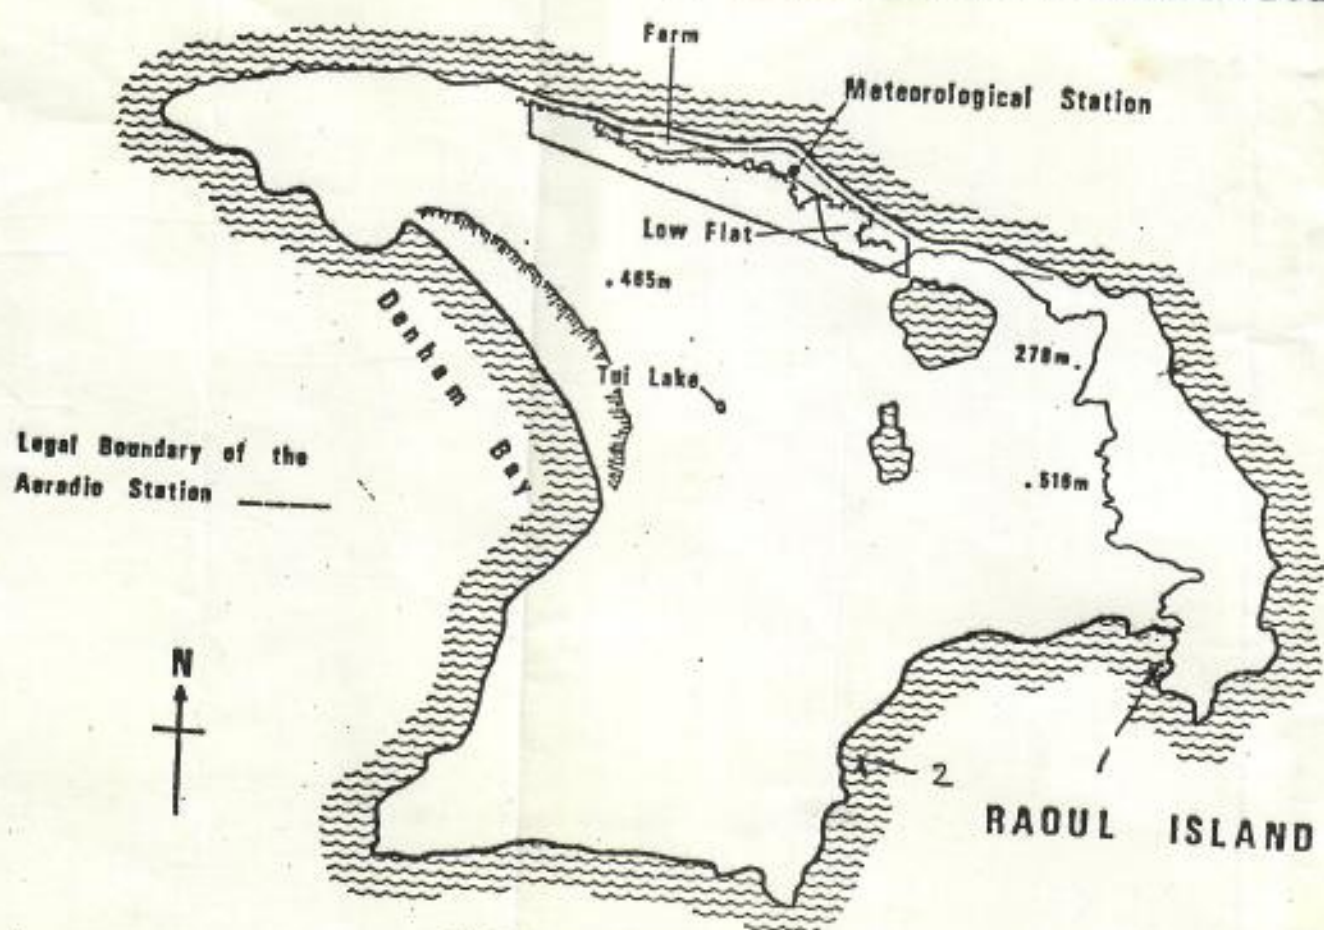 Farm
Meteorological Station
Low Flat
.465m
Denham Bay
Tui Lake
278m.
.516m
Legal Boundary of the
Aeradio Station
N
2
RAOUL ISLAND